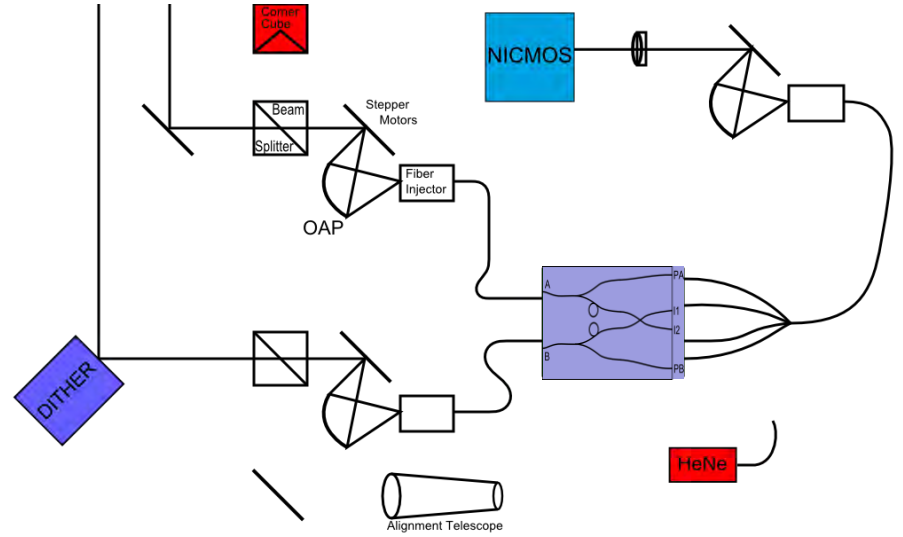 Corner
Cube
NICMOS
Beam
Splitter
Stepper
Motors
Fiber
Injector
OAP
A
B
PA
I1
I2
PB
DITHER
HeNe
Alignment Telescope